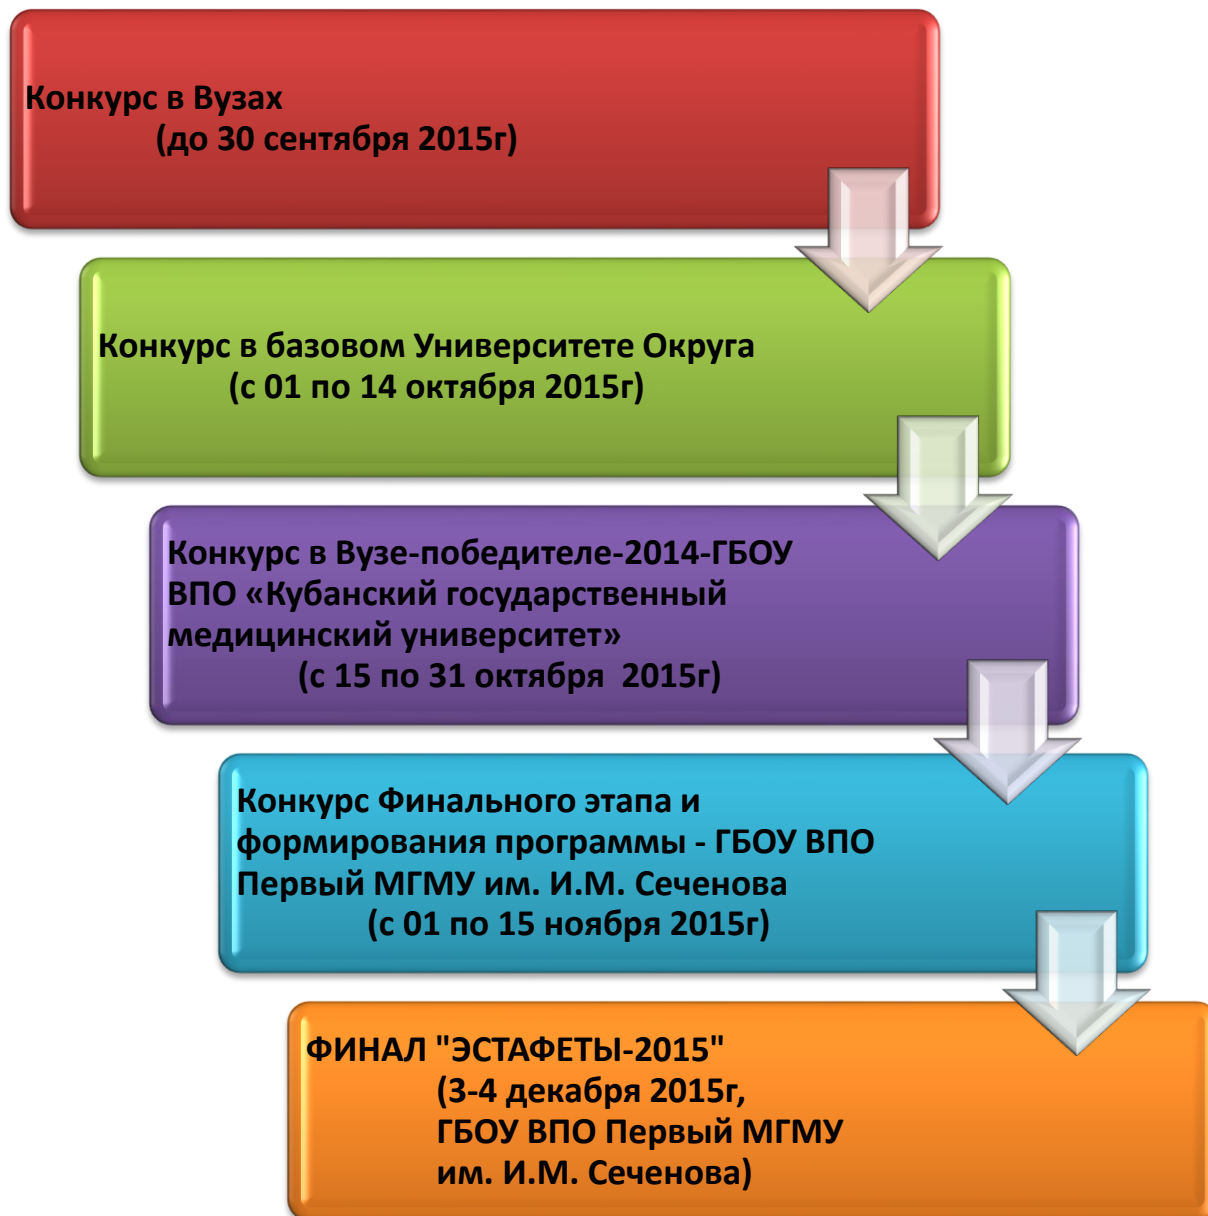 Конкурс в Вузах
(до 30 сентября 2015г)
Конкурс в базовом Университете Округа
(с 01 по 14 октября 2015г)
Конкурс в Вузе-победителе-2014-ГБОУ
ВПО «Кубанский государственный
медицинский университет»
(с 15 по 31 октября  2015г)
Конкурс Финального этапа и
формирования программы - ГБОУ ВПО
Первый МГМУ им. И.М. Сеченова
(с 01 по 15 ноября 2015г)
ФИНАЛ "ЭСТАФЕТЫ-2015"
(3-4 декабря 2015г,
ГБОУ ВПО Первый МГМУ
им. И.М. Сеченова)